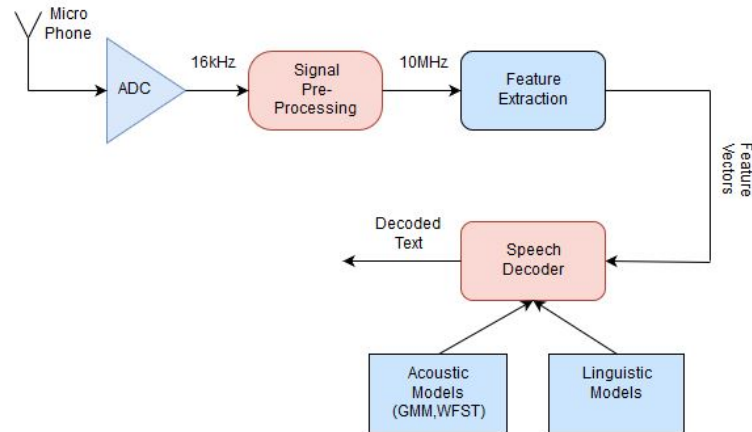 Micro
Phone
ADC
16kHz
Signal
Pre-
Processing
10MHz
Feature
Extraction
Feature
Vectors
Decoded
Text
Speech
Decoder
Acoustic
Models
(GMM,WFST)
Linguistic
Models